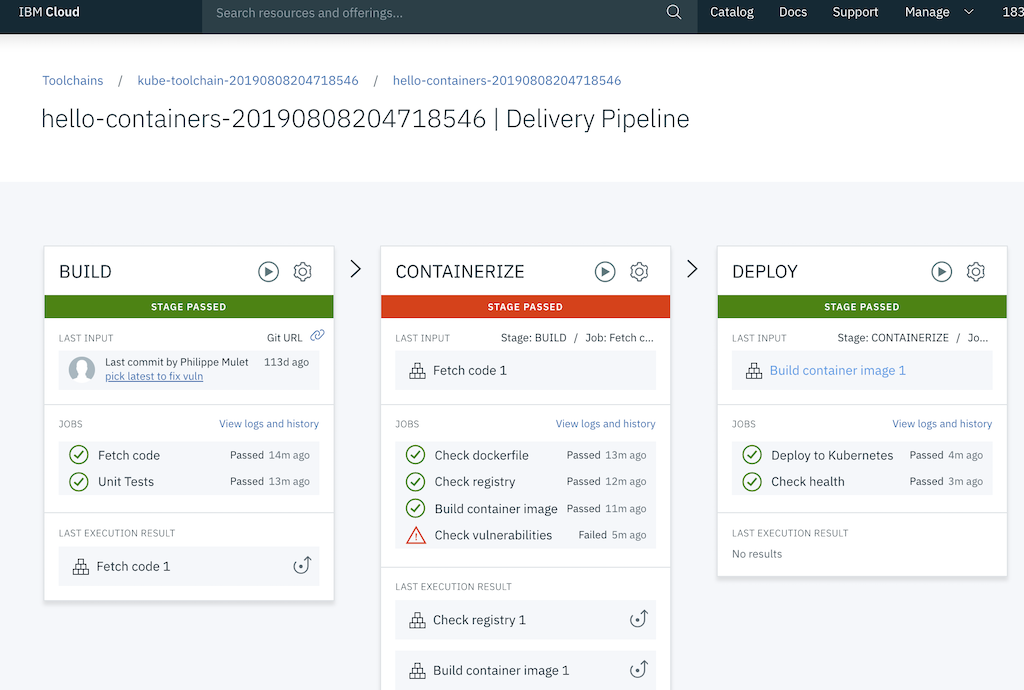 IBM Cloud Search resources and offerings... Catalog Docs Support Manage 183
Toolchains / kube-toolchain-20190808204718546 / hello-containers-20190808204718546
hello-containers-20190808204718546 | Delivery Pipeline
BUILD
STAGE PASSED
LAST INPUT Git URL
Last commit by Philippe Mulet 113d ago
pick latest to fix vuln
JOBS View logs and history
Fetch code Passed 14m ago
Unit Tests Passed 13m ago
LAST EXECUTION RESULT
Fetch code 1
CONTAINERIZE
STAGE PASSED
LAST INPUT Stage: BUILD / Job: Fetch c...
Fetch code 1
JOBS View logs and history
Check dockerfile Passed 13m ago
Check registry Passed 12m ago
Build container image Passed 11m ago
Check vulnerabilities Failed 5m ago
LAST EXECUTION RESULT
Check registry 1
Build container image 1
DEPLOY
STAGE PASSED
LAST INPUT Stage: CONTAINERIZE / Jo...
Build container image 1
JOBS View logs and history
Deploy to Kubernetes Passed 4m ago
Check health Passed 3m ago
LAST EXECUTION RESULT
No results